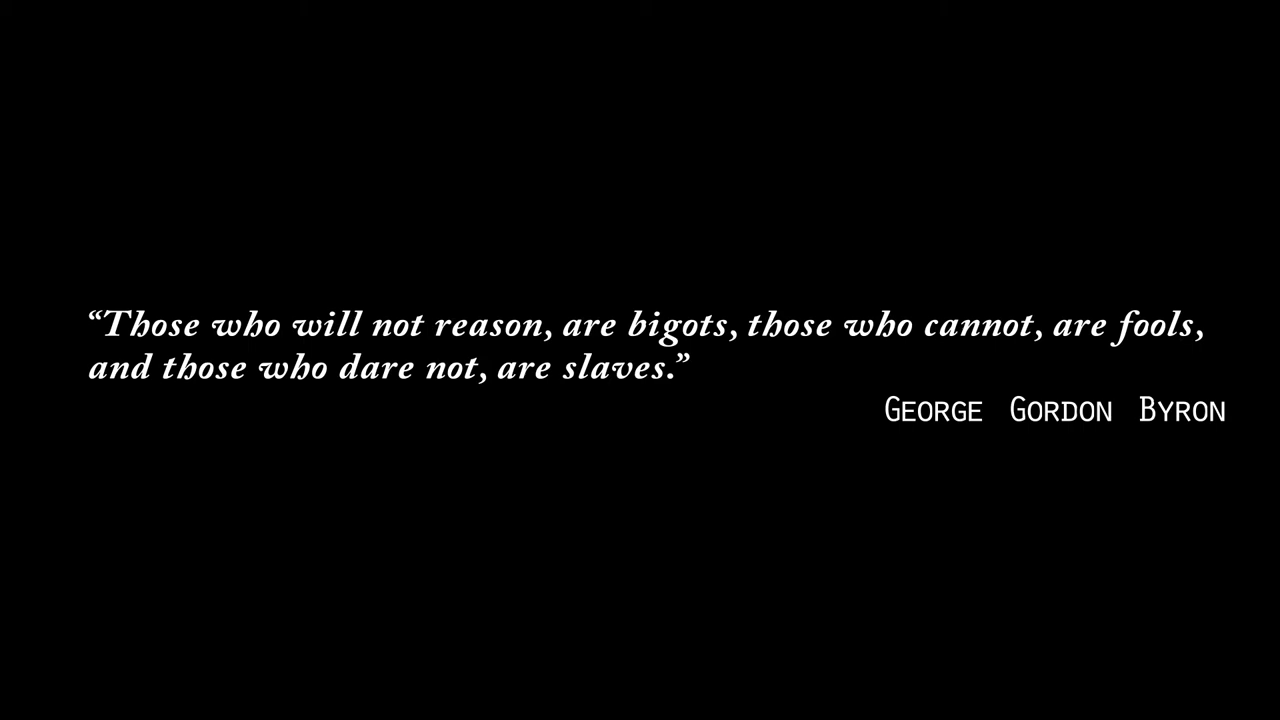 “Those who will not reason, are bigots, those who cannot, are fools,
and those who dare not, are slaves.”
George Gordon Byron